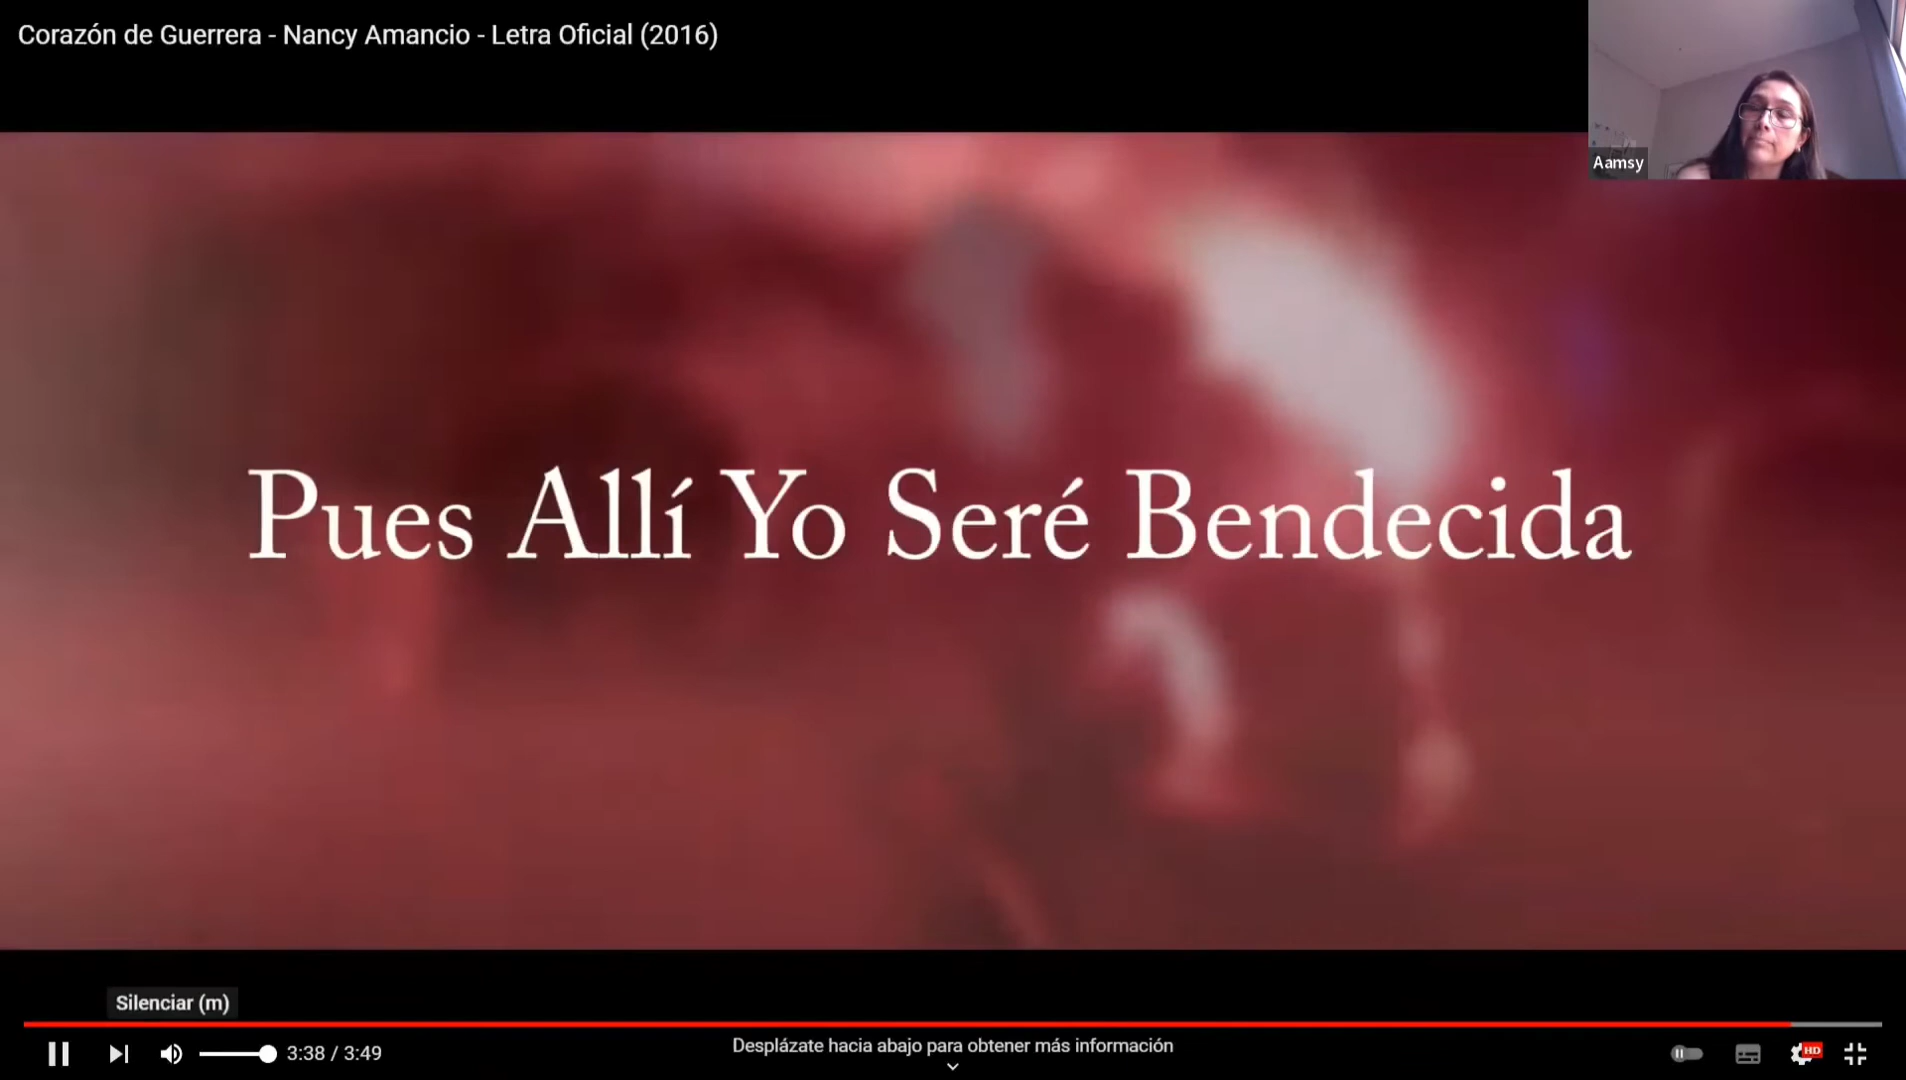 Corazón de Guerrera - Nancy Amancio - Letra Oficial (2016)
Aamsy
Pues Allí Yo Seré Bendecida
Silenciar (m)
3:38 / 3:49
Desplázate hacia abajo para obtener más información
HD